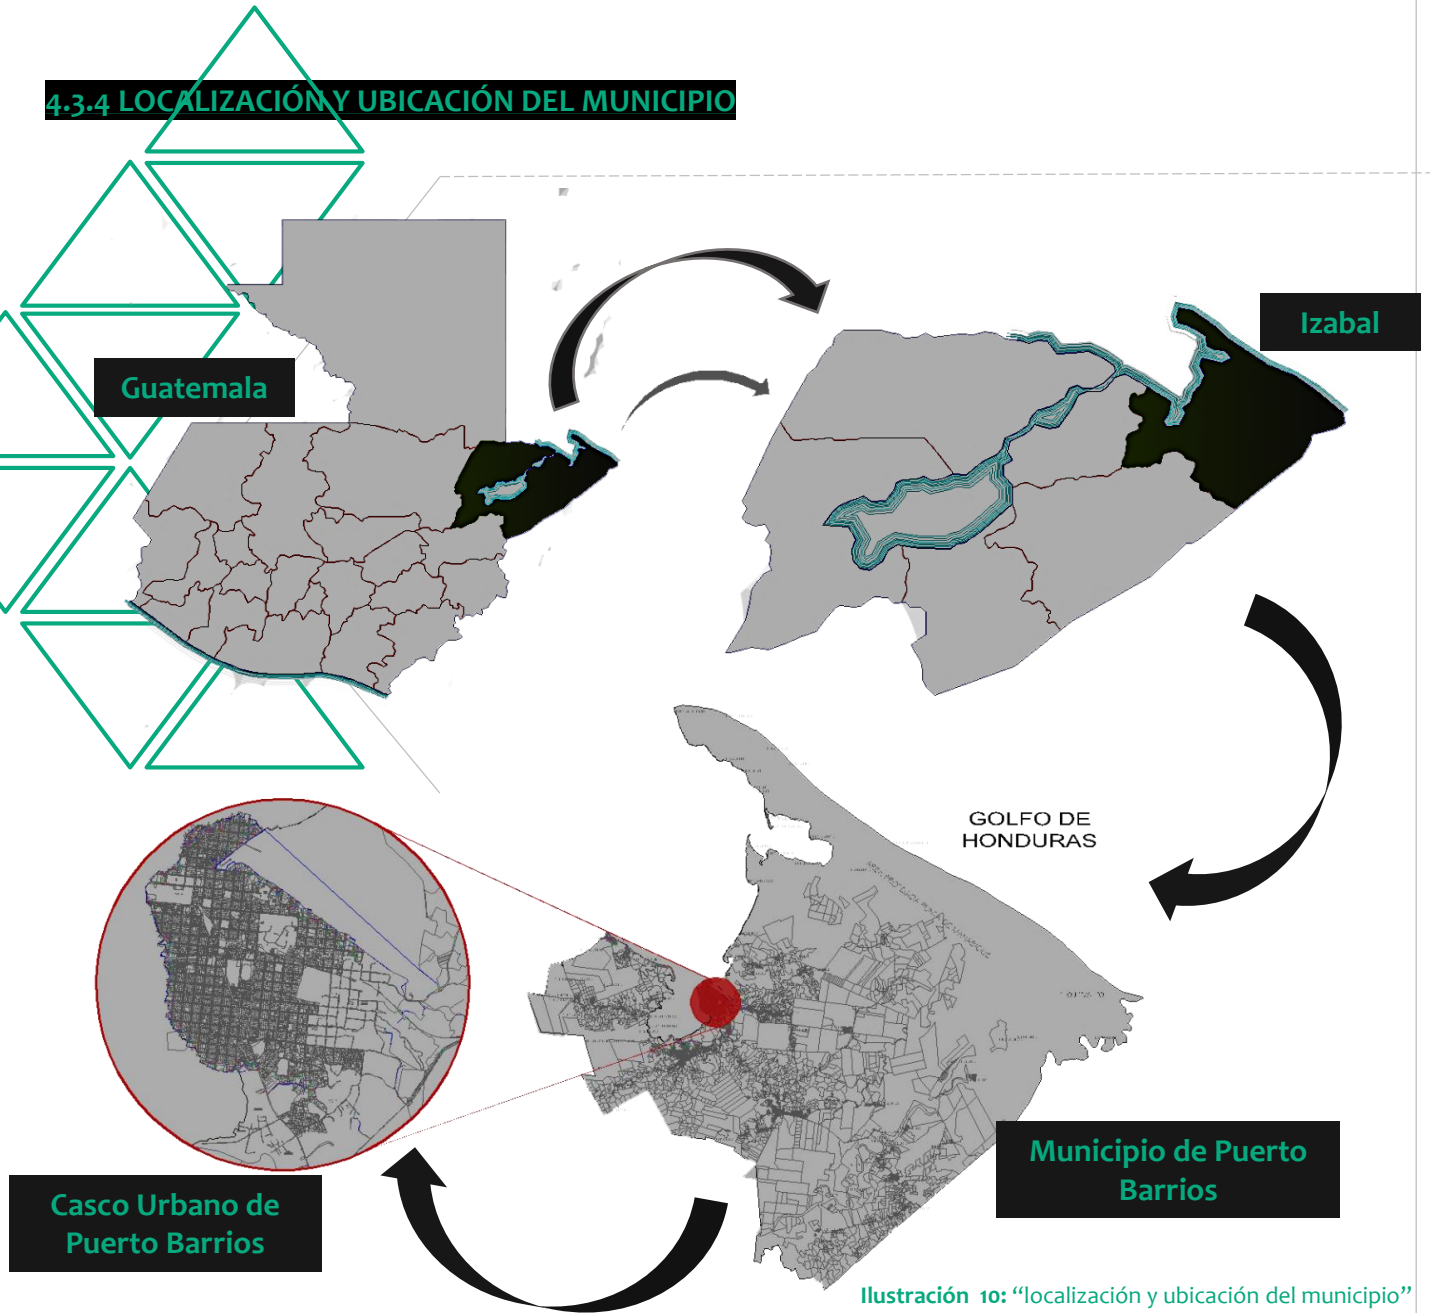 4.3.4 LOCALIZACIÓN Y UBICACIÓN DEL MUNICIPIO
Izabal
Guatemala
GOLFO DE
HONDURAS
Municipio de Puerto
Barrios
Casco Urbano de
Puerto Barrios
Ilustración 10: “localización y ubicación del municipio”